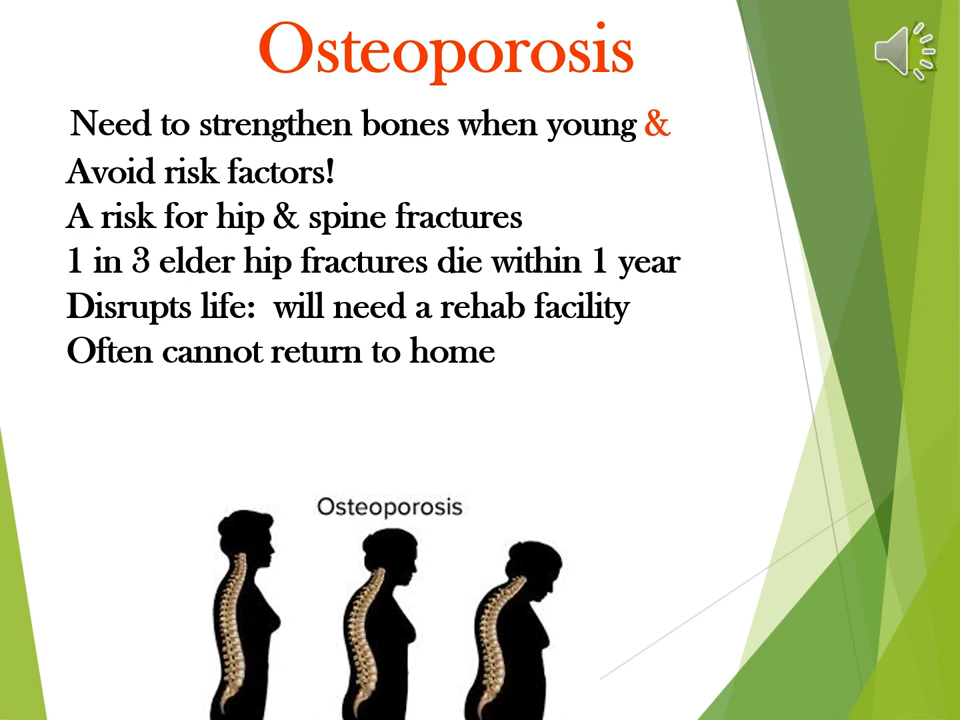 Osteoporosis
Need to strengthen bones when young &
Avoid risk factors!
A risk for hip & spine fractures
1 in 3 elder hip fractures die within 1 year
Disrupts life:  will need a rehab facility
Often cannot return to home
Osteoporosis